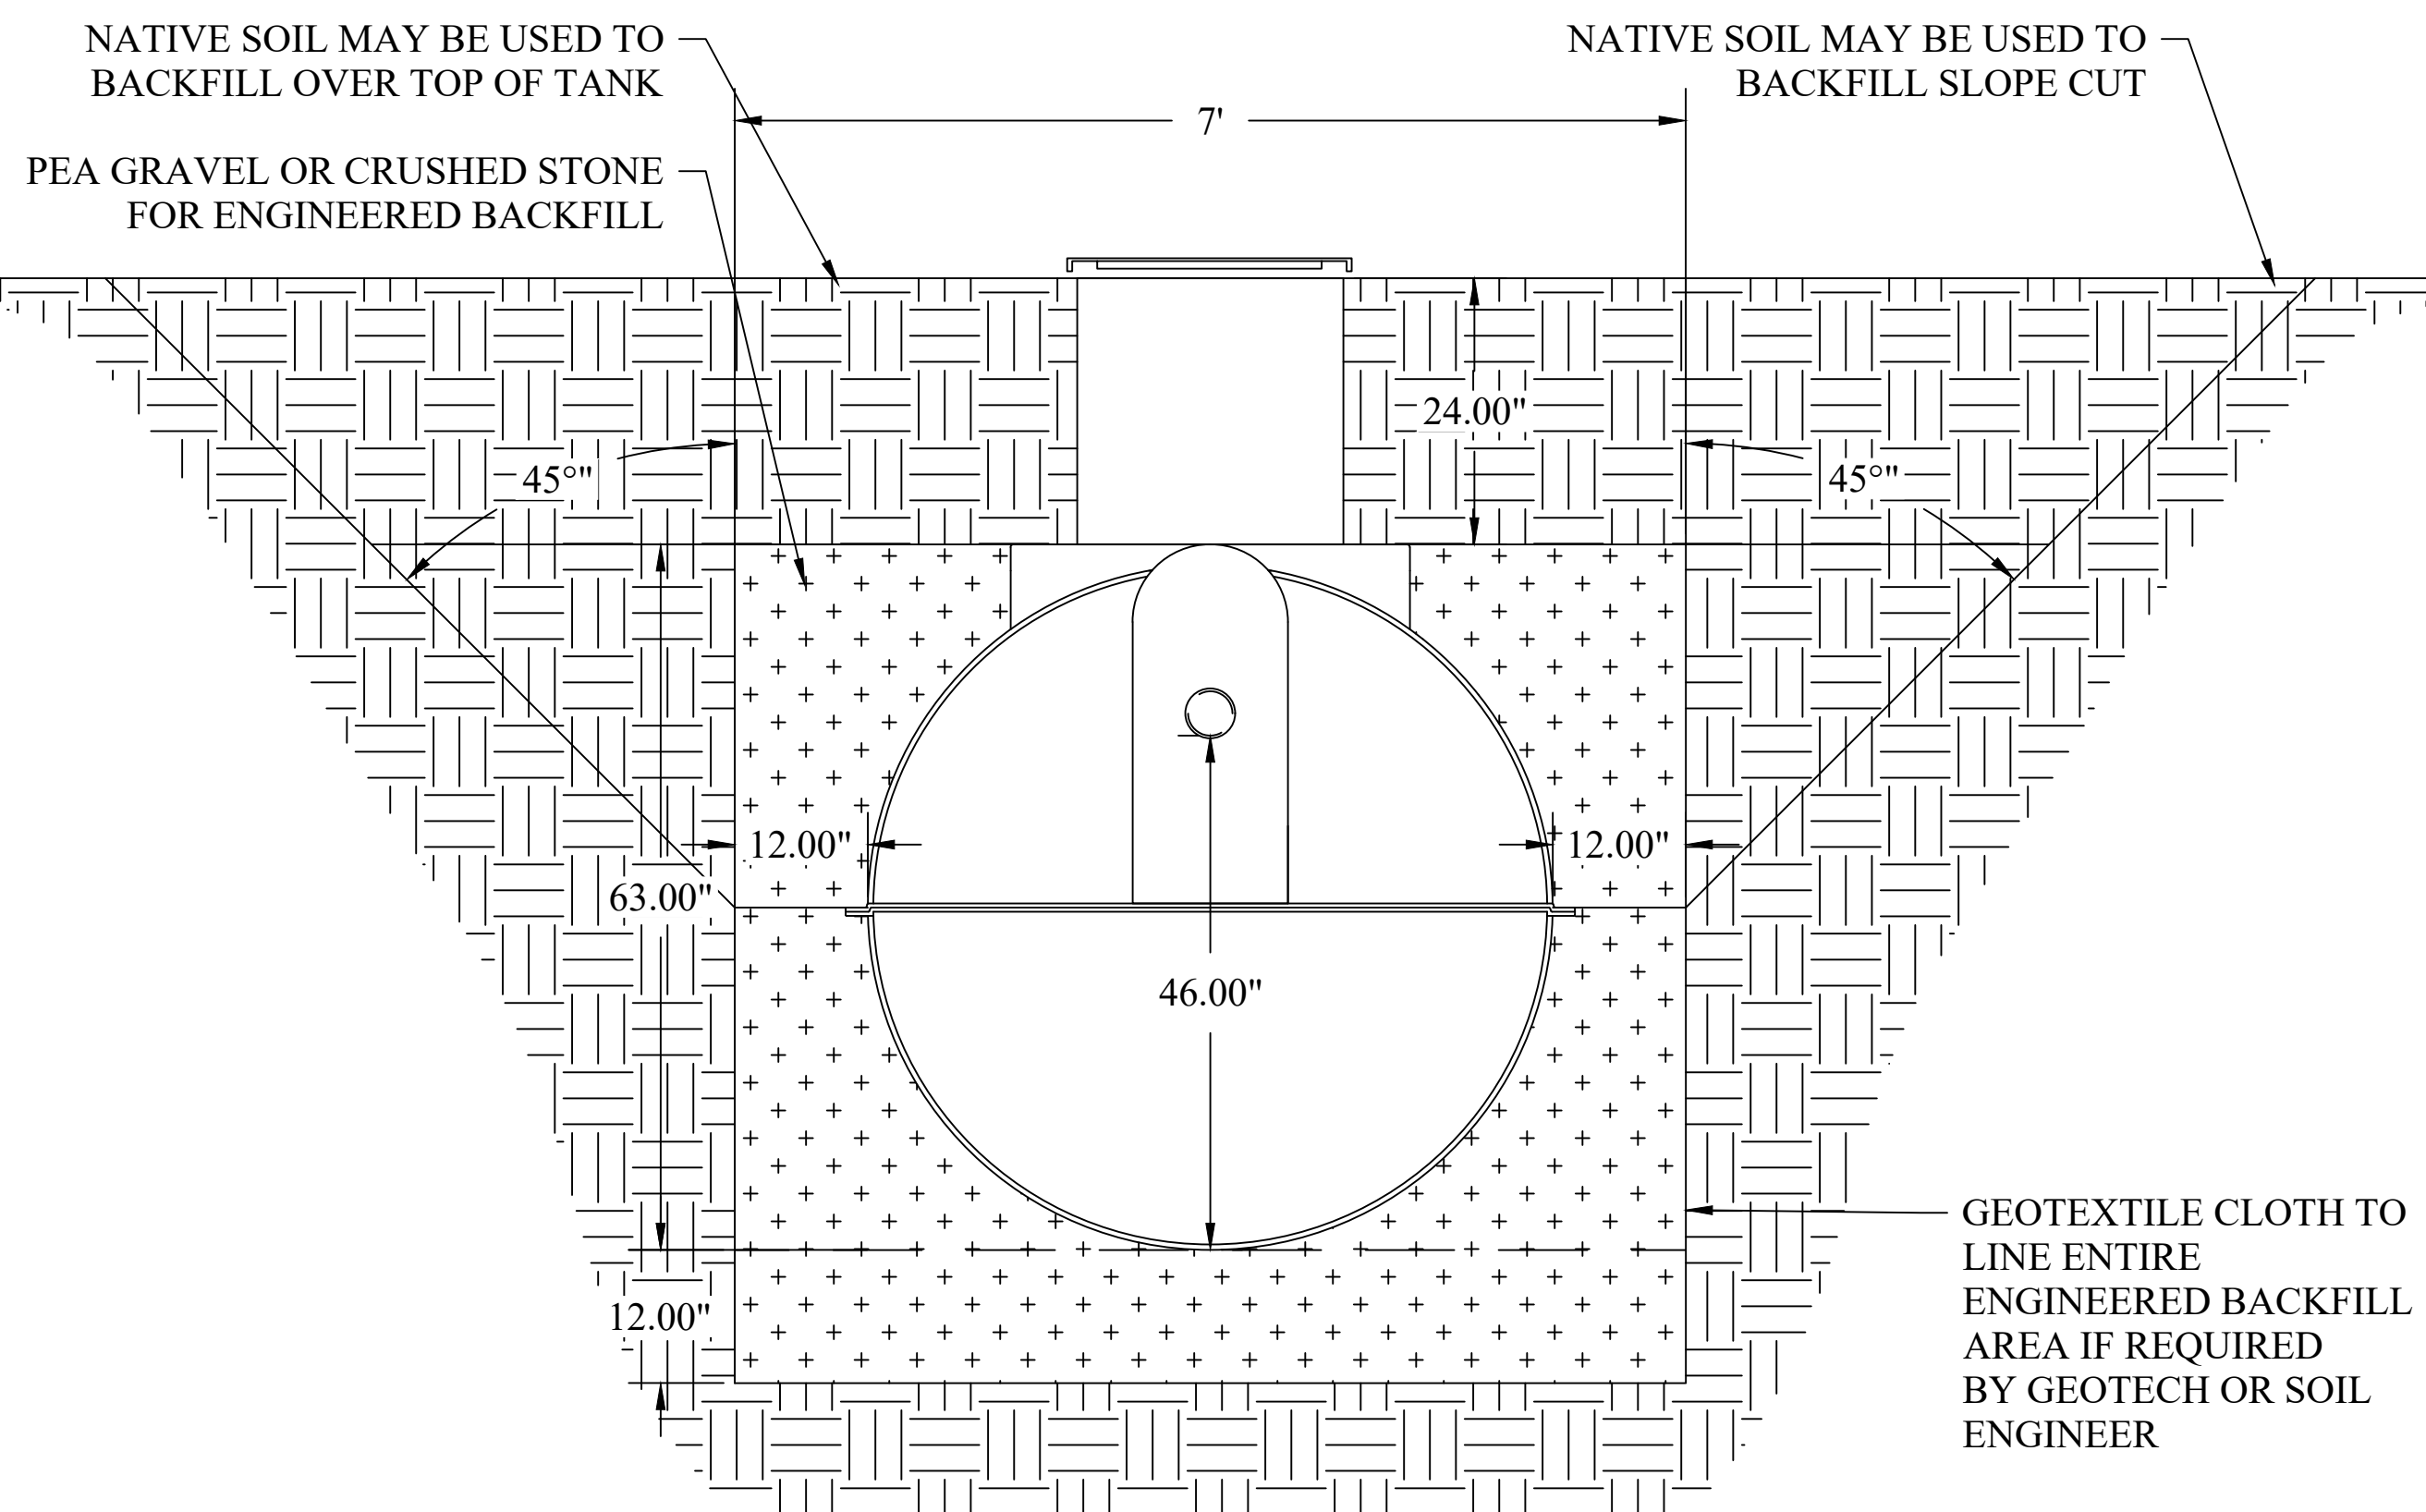 NATIVE SOIL MAY BE USED TO
BACKFILL OVER TOP OF TANK
NATIVE SOIL MAY BE USED TO
BACKFILL SLOPE CUT
7'
PEA GRAVEL OR CRUSHED STONE
FOR ENGINEERED BACKFILL
24.00"
45°"
45°"
12.00"
12.00"
63.00"
46.00"
12.00"
GEOTEXTILE CLOTH TO
LINE ENTIRE
ENGINEERED BACKFILL
AREA IF REQUIRED
BY GEOTECH OR SOIL
ENGINEER